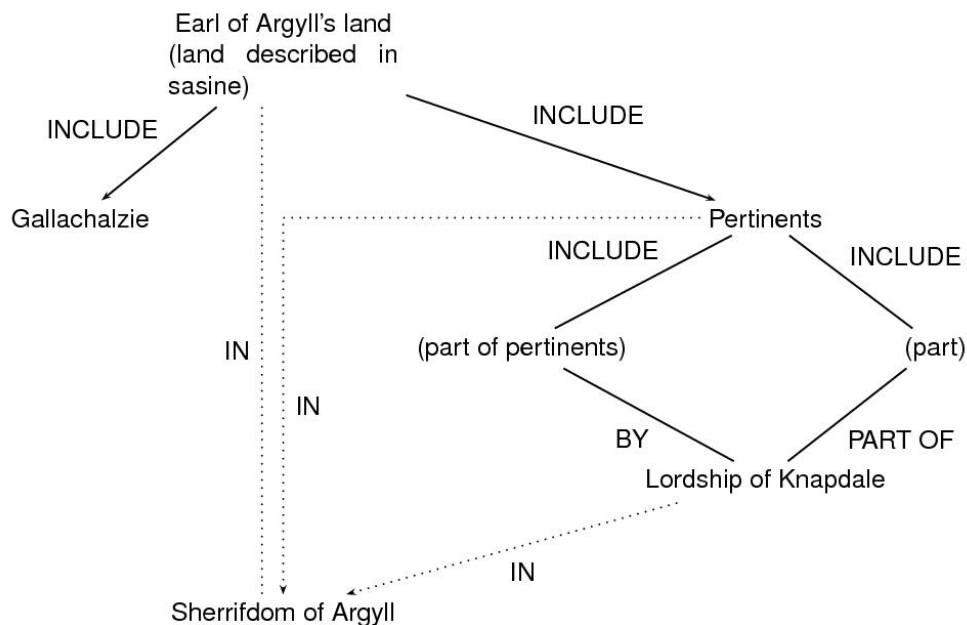 Earl of Argyll's land
(land described in
sasine)
INCLUDE
INCLUDE
Gallachalzie
Pertinents
INCLUDE
INCLUDE
IN
(part of pertinents)
(part)
IN
BY
PART OF
Lordship of Knapdale
IN
Sherrifdom of Argyll